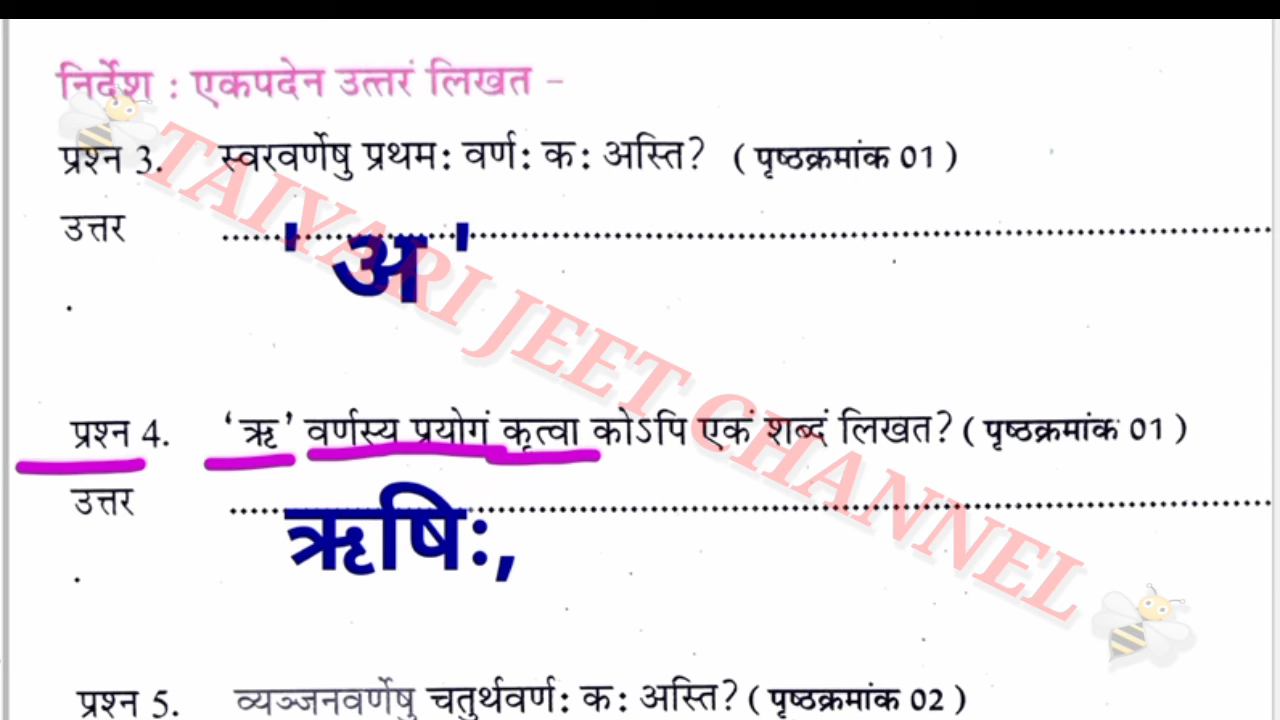 निर्देश : एकपदेन उत्तरं लिखत –
प्रश्न 3. स्वरवर्णेषु प्रथम: वर्ण: क: अस्ति? ( पृष्ठक्रमांक 01 )
उत्तर ' अ '
.
प्रश्न 4. ‘ऋ’ वर्णस्य प्रयोगं कृत्वा कोऽपि एकं शब्दं लिखत? ( पृष्ठक्रमांक 01 )
उत्तर ऋषिः,
.
प्रश्न 5. व्यञ्जनवर्णेषु चतुर्थवर्ण: क: अस्ति? ( पृष्ठक्रमांक 02 )
TAIYARI JEET CHANNEL